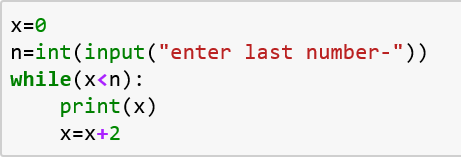 x=0
n=int(input("enter last number-"))
while(x<n):
    print(x)
    x=x+2